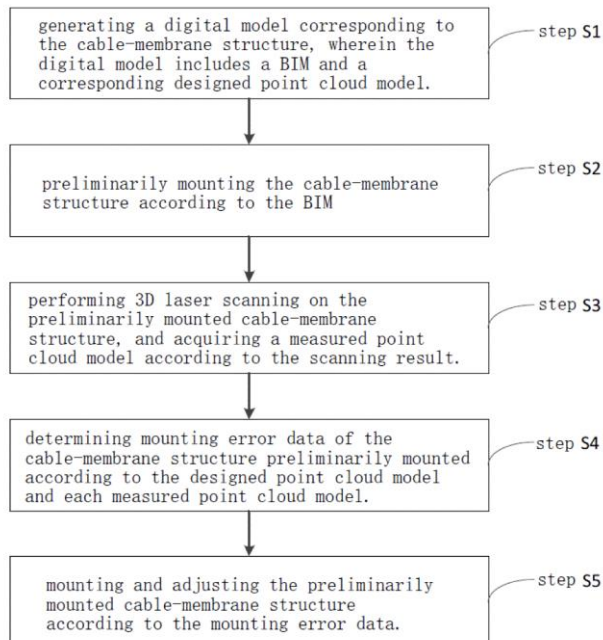 generating a digital model corresponding to
the cable-membrane structure, wherein the
digital model includes a BIM and a
corresponding designed point cloud model.
step S1
preliminarily mounting the cable-membrane
structure according to the BIM
step S2
performing 3D laser scanning on the
preliminarily mounted cable-membrane
structure, and acquiring a measured point
cloud model according to the scanning result.
step S3
determining mounting error data of the
cable-membrane structure preliminarily mounted
according to the designed point cloud model
and each measured point cloud model.
step S4
mounting and adjusting the preliminarily
mounted cable-membrane structure
according to the mounting error data.
step S5